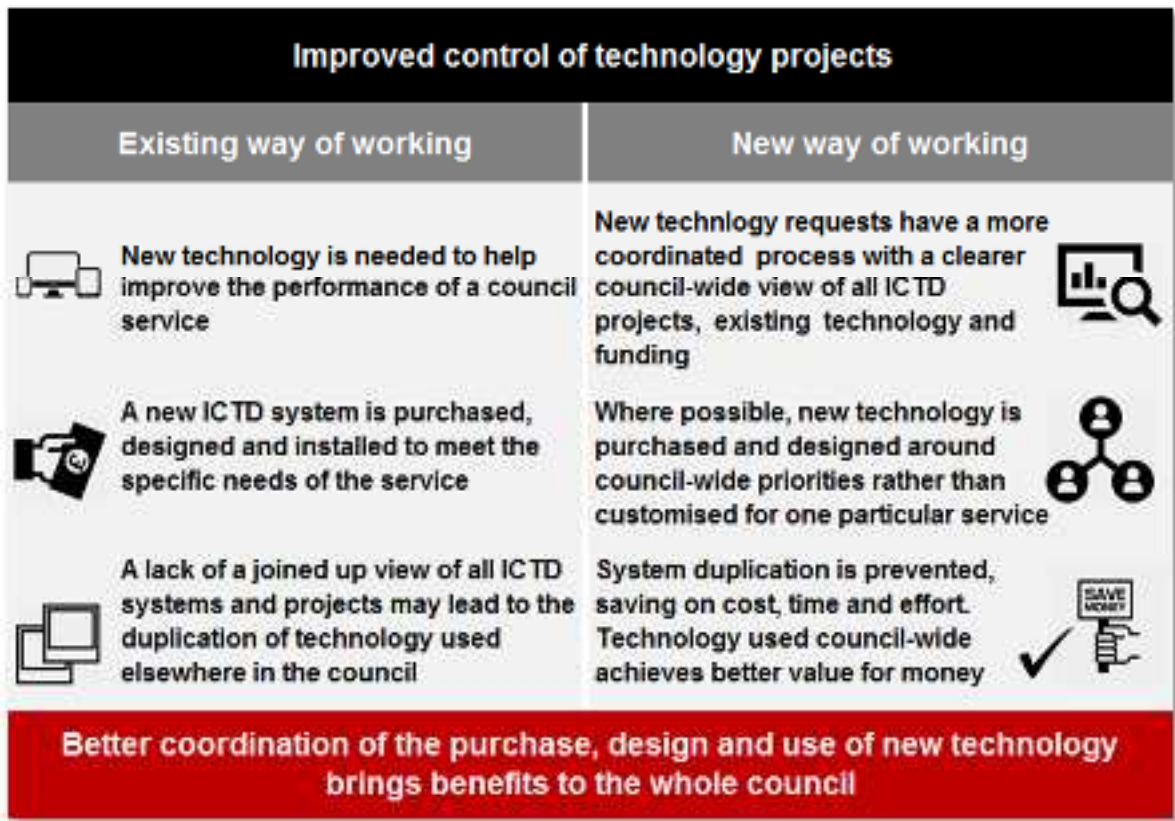 Improved control of technology projects
Existing way of working
New way of working
New technology is needed to help
improve the performance of a council
service
New technlogy requests have a more
coordinated process with a clearer
council-wide view of all ICTD
projects, existing technology and
funding
A new ICTD system is purchased,
designed and installed to meet the
specific needs of the service
Where possible, new technology is
purchased and designed around
council-wide priorities rather than
customised for one particular service
A lack of a joined up view of all ICTD
systems and projects may lead to the
duplication of technology used
elsewhere in the council
System duplication is prevented,
saving on cost, time and effort.
Technology used council-wide
achieves better value for money
SAVE
MONEY
Better coordination of the purchase, design and use of new technology
brings benefits to the whole council